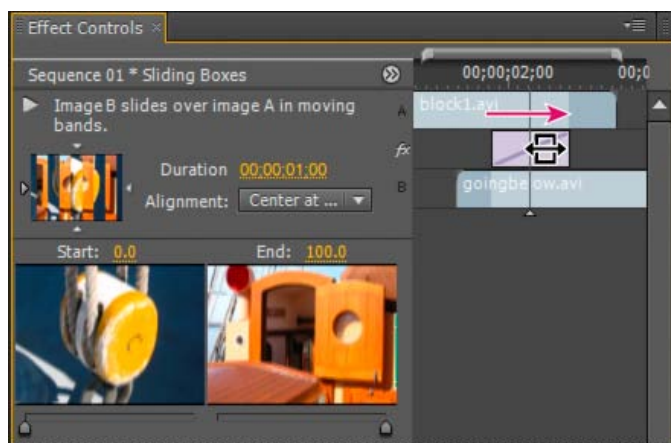 Effect Controls ×
Sequence 01 * Sliding Boxes
00;00;02;00 00;0
Image B slides over image A in moving
bands.
A block1.avi
fx
Duration 00;00;01;00
Alignment: Center at ...
B goingbelow.avi
Start: 0.0 End: 100.0